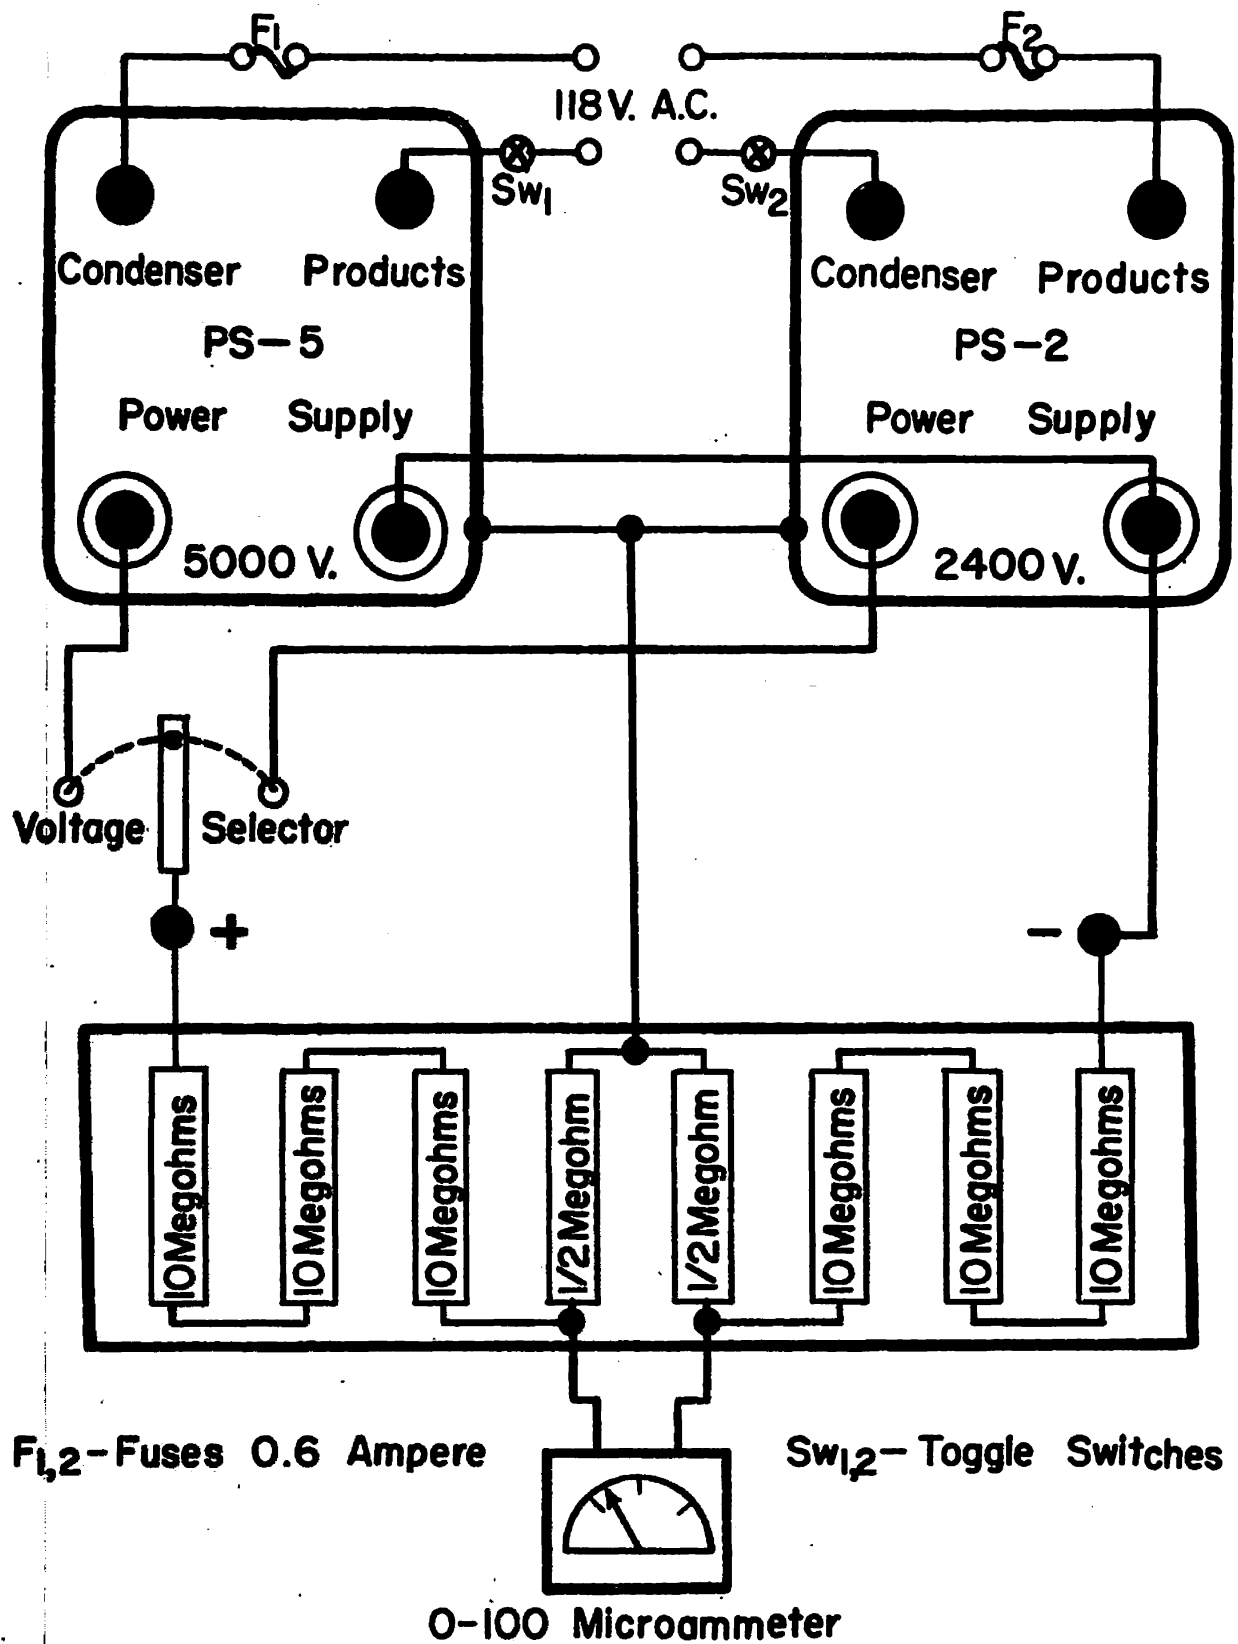 F1
F2
118 V. A.C.
Sw1
Sw2
Condenser Products
PS-5
Power Supply
5000 V.
Condenser Products
PS-2
Power Supply
2400 V.
Voltage Selector
+
-
10 Megohms
10 Megohms
10 Megohms
1/2 Megohm
1/2 Megohm
10 Megohms
10 Megohms
10 Megohms
F1,2-Fuses 0.6 Ampere
Sw1,2-Toggle Switches
0-100 Microammeter